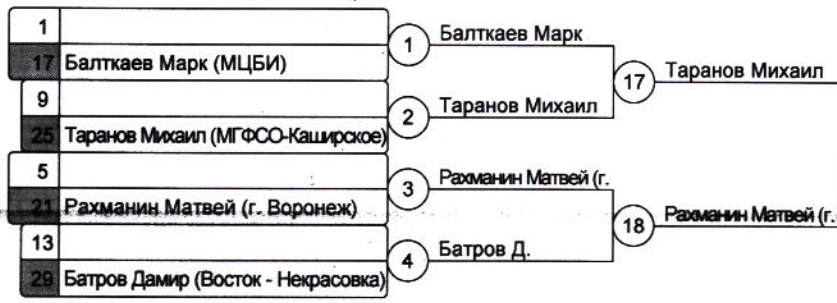 1
17 Балткаев Марк (МЦБИ)
9
25 Таранов Михаил (МГФСО-Каширское)
5
21 Рахманин Матвей (г. Воронеж)
13
29 Батров Дамир (Восток - Некрасовка)
1 Балткаев Марк
2 Таранов Михаил
3 Рахманин Матвей (г.
4 Батров Д.
17 Таранов Михаил
18 Рахманин Матвей (г.